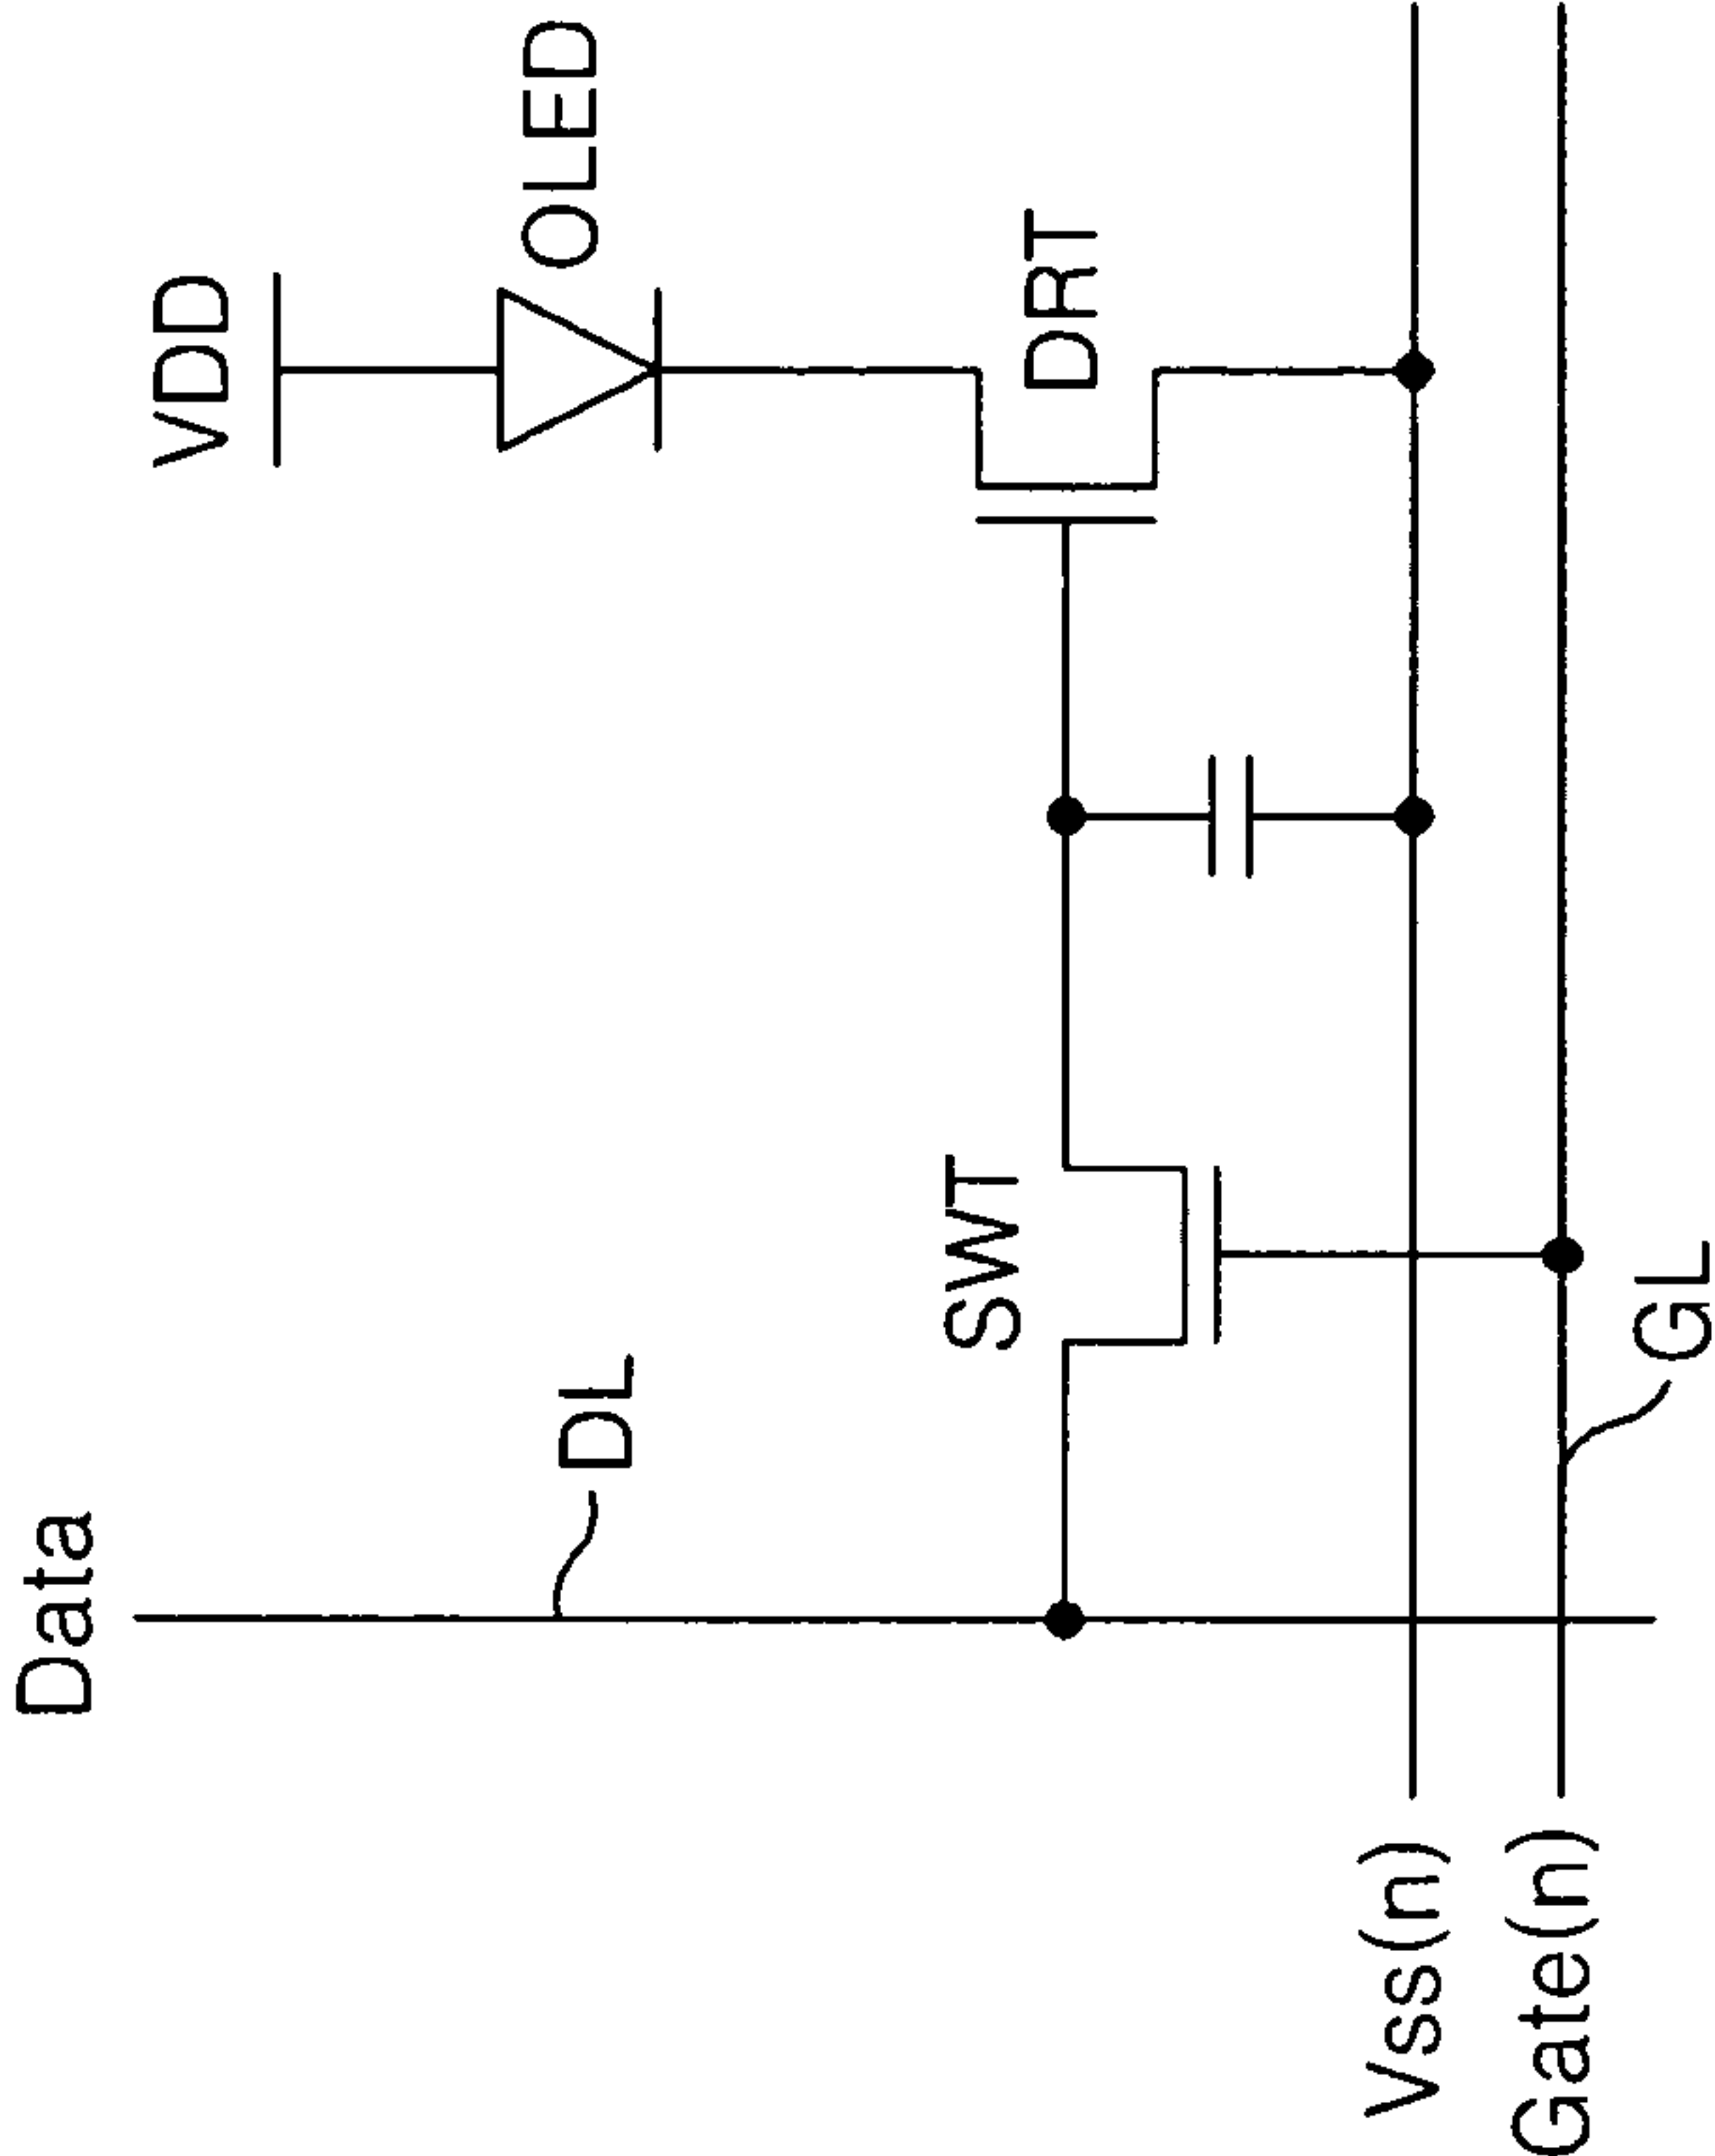 Data
VDD
DL
OLED
SWT
DRT
Vss(n)
Gate(n)
GL